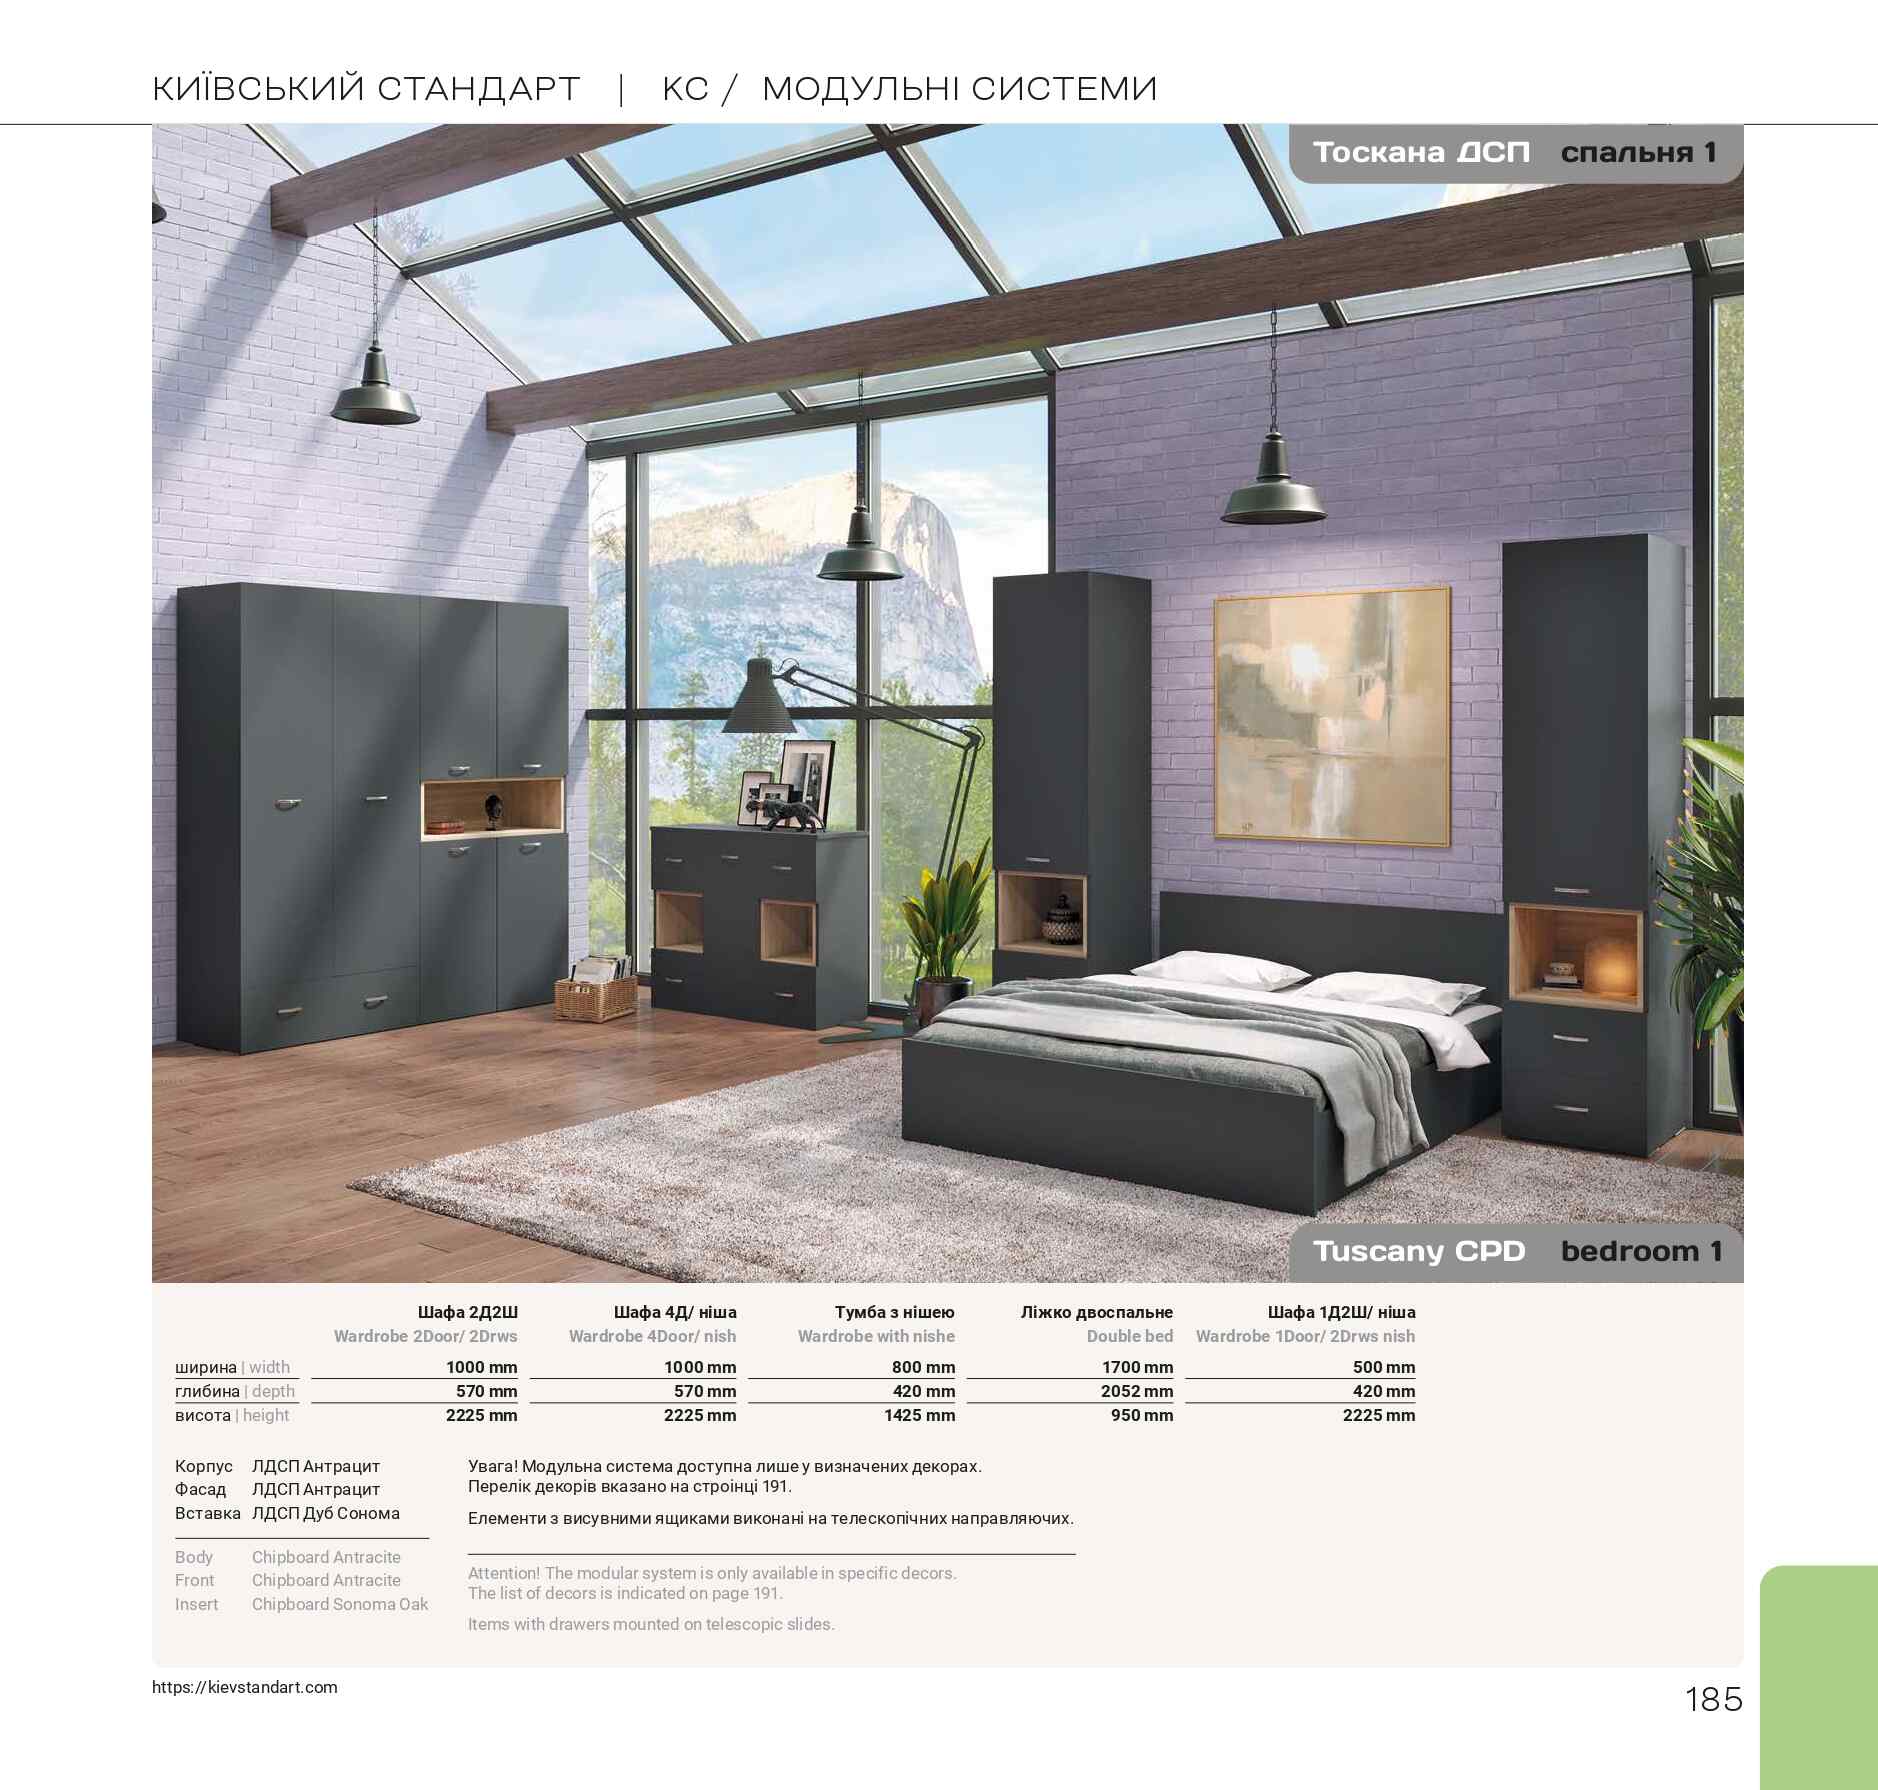 КИЇВСЬКИЙ СТАНДАРТ | КС / МОДУЛЬНІ СИСТЕМИ
Тоскана ДСП спальня 1
Tuscany CPD bedroom 1
Шафа 2Д2Ш Шафа 4Д/ ніша Тумба з нішею Ліжко двоспальне Шафа 1Д2Ш/ ніша
Wardrobe 2Door/ 2Drws Wardrobe 4Door/ nish Wardrobe with nishe Double bed Wardrobe 1Door/ 2Drws nish
ширина | width 1000 mm 1000 mm 800 mm 1700 mm 500 mm
глибина | depth 570 mm 570 mm 420 mm 2052 mm 420 mm
висота | height 2225 mm 2225 mm 1425 mm 950 mm 2225 mm
Корпус ЛДСП Антрацит
Фасад ЛДСП Антрацит
Вставка ЛДСП Дуб Сонома
Body Chipboard Antracite
Front Chipboard Antracite
Insert Chipboard Sonoma Oak
Увага! Модульна система доступна лише у визначених декорах.
Перелік декорів вказано на строінці 191.
Елементи з висувними ящиками виконані на телескопічних направляючих.
Attention! The modular system is only available in specific decors.
The list of decors is indicated on page 191.
Items with drawers mounted on telescopic slides.
https://kievstandart.com
185